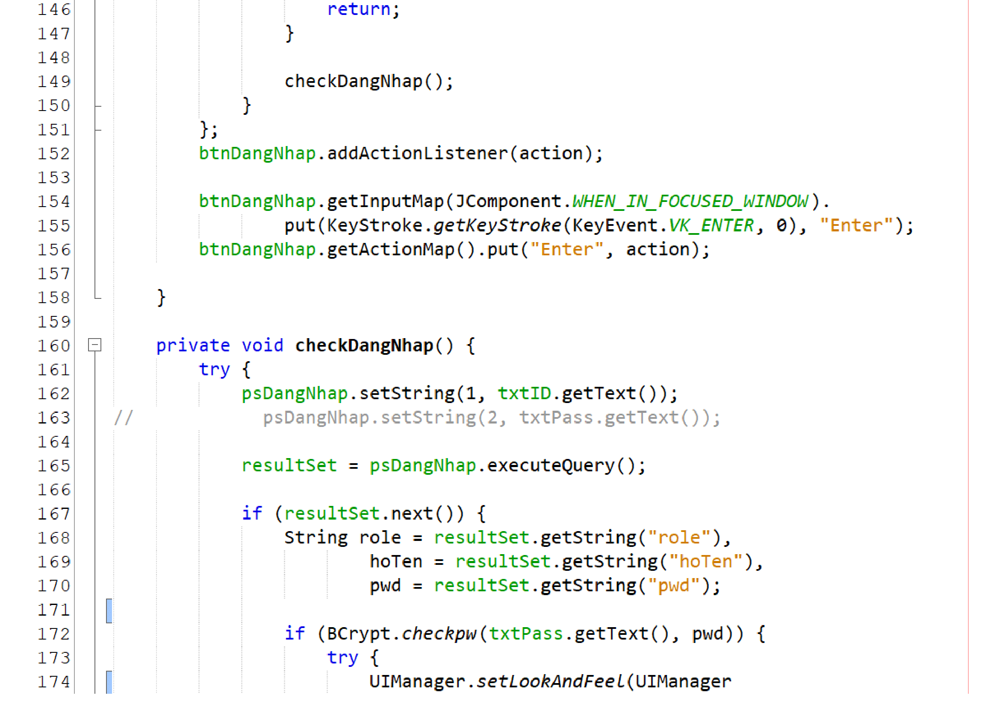 146                         return;
147                     }
148
149                     checkDangNhap();
150                 }
151             };
152             btnDangNhap.addActionListener(action);
153
154             btnDangNhap.getInputMap(JComponent.WHEN_IN_FOCUSED_WINDOW).
155                     put(KeyStroke.getKeyStroke(KeyEvent.VK_ENTER, 0), "Enter");
156             btnDangNhap.getActionMap().put("Enter", action);
157
158         }
159
160         private void checkDangNhap() {
161             try {
162                 psDangNhap.setString(1, txtID.getText());
163     //            psDangNhap.setString(2, txtPass.getText());
164
165                 resultSet = psDangNhap.executeQuery();
166
167                 if (resultSet.next()) {
168                     String role = resultSet.getString("role"),
169                             hoTen = resultSet.getString("hoTen"),
170                             pwd = resultSet.getString("pwd");
171
172                     if (BCrypt.checkpw(txtPass.getText(), pwd)) {
173                         try {
174                             UIManager.setLookAndFeel(UIManager